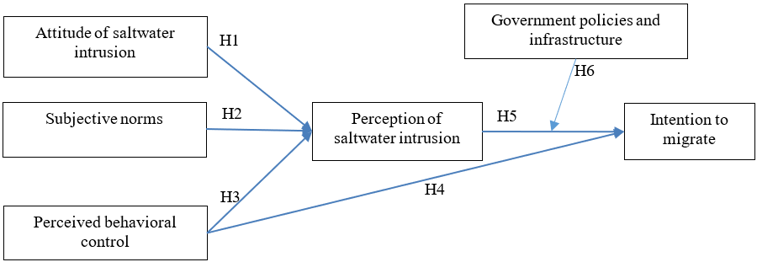 Attitude of saltwater
intrusion
H1
Government policies and
infrastructure
H6
Subjective norms
H2
Perception of
saltwater intrusion
H5
Intention to
migrate
H3
H4
Perceived behavioral
control